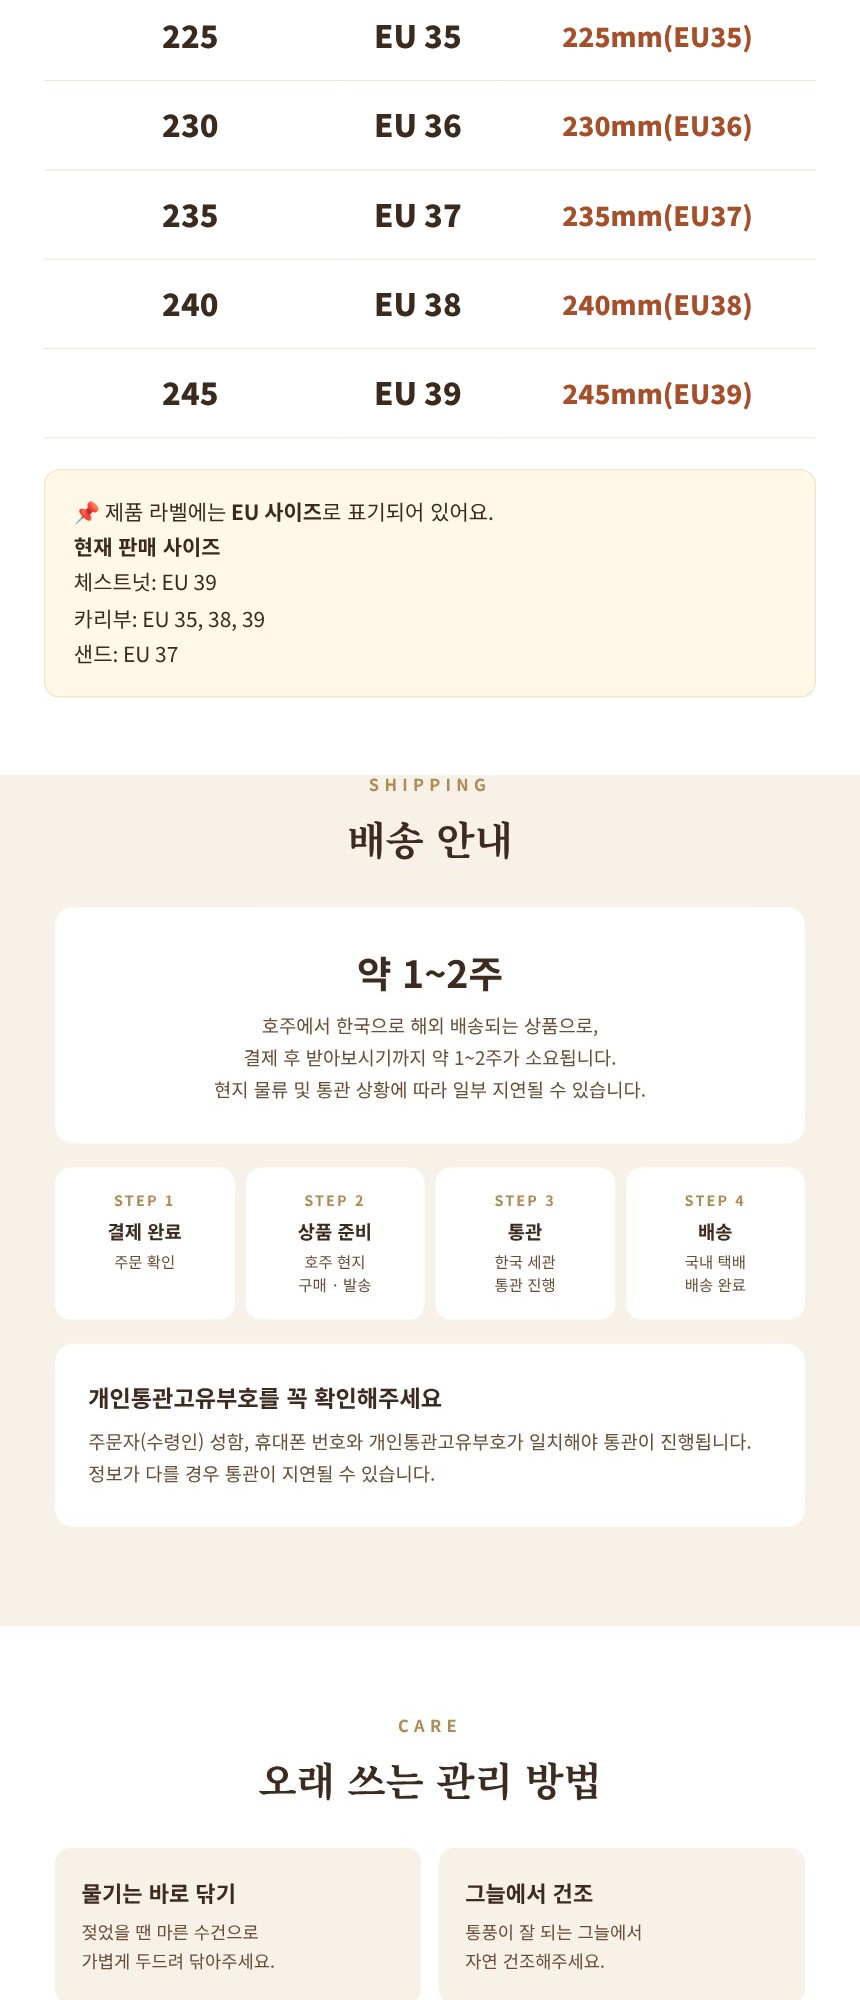 225 EU 35 225mm(EU35)
230 EU 36 230mm(EU36)
235 EU 37 235mm(EU37)
240 EU 38 240mm(EU38)
245 EU 39 245mm(EU39)
📌 제품 라벨에는 EU 사이즈로 표기되어 있어요.
현재 판매 사이즈
체스트넛: EU 39
카리부: EU 35, 38, 39
샌드: EU 37
SHIPPING
배송 안내
약 1~2주
호주에서 한국으로 해외 배송되는 상품으로,
결제 후 받아보시기까지 약 1~2주가 소요됩니다.
현지 물류 및 통관 상황에 따라 일부 지연될 수 있습니다.
STEP 1
결제 완료
주문 확인
STEP 2
상품 준비
호주 현지
구매 · 발송
STEP 3
통관
한국 세관
통관 진행
STEP 4
배송
국내 택배
배송 완료
개인통관고유부호를 꼭 확인해주세요
주문자(수령인) 성함, 휴대폰 번호와 개인통관고유부호가 일치해야 통관이 진행됩니다.
정보가 다를 경우 통관이 지연될 수 있습니다.
CARE
오래 쓰는 관리 방법
물기는 바로 닦기
젖었을 땐 마른 수건으로
가볍게 두드려 닦아주세요.
그늘에서 건조
통풍이 잘 되는 그늘에서
자연 건조해주세요.